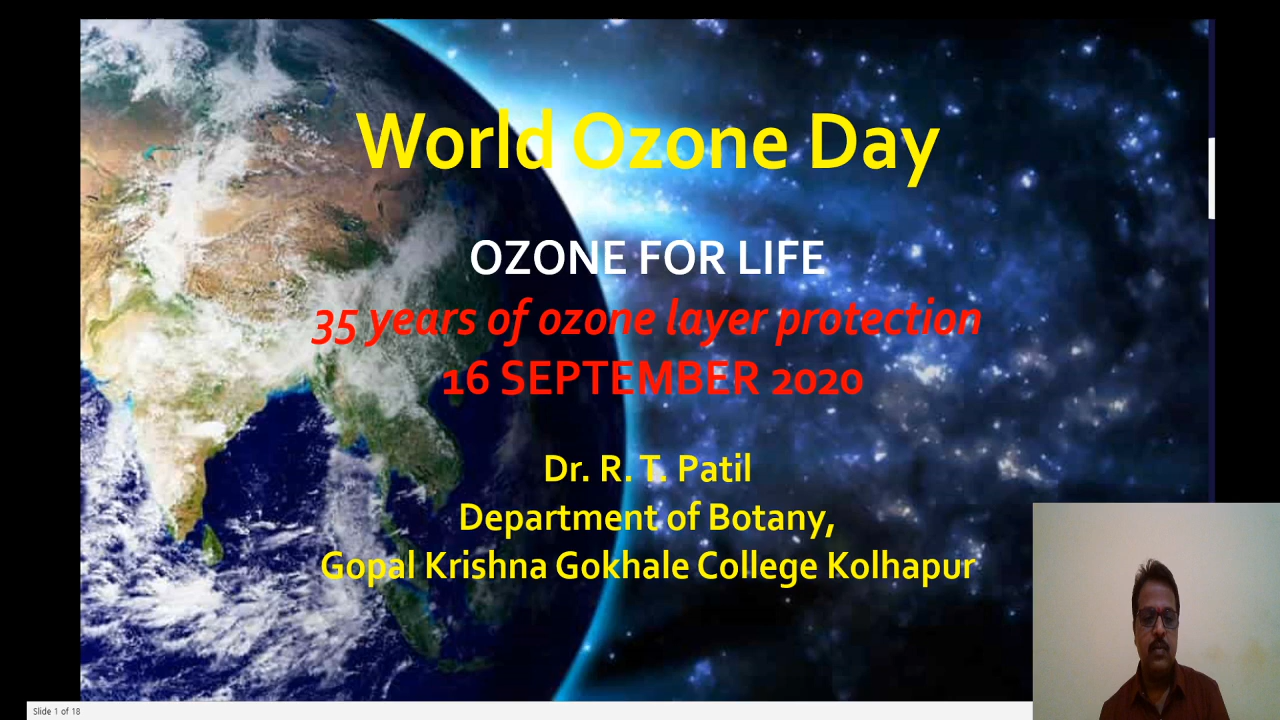 World Ozone Day
OZONE FOR LIFE
35 years of ozone layer protection
16 SEPTEMBER 2020
Dr. R. T. Patil
Department of Botany,
Gopal Krishna Gokhale College Kolhapur
Slide 1 of 18